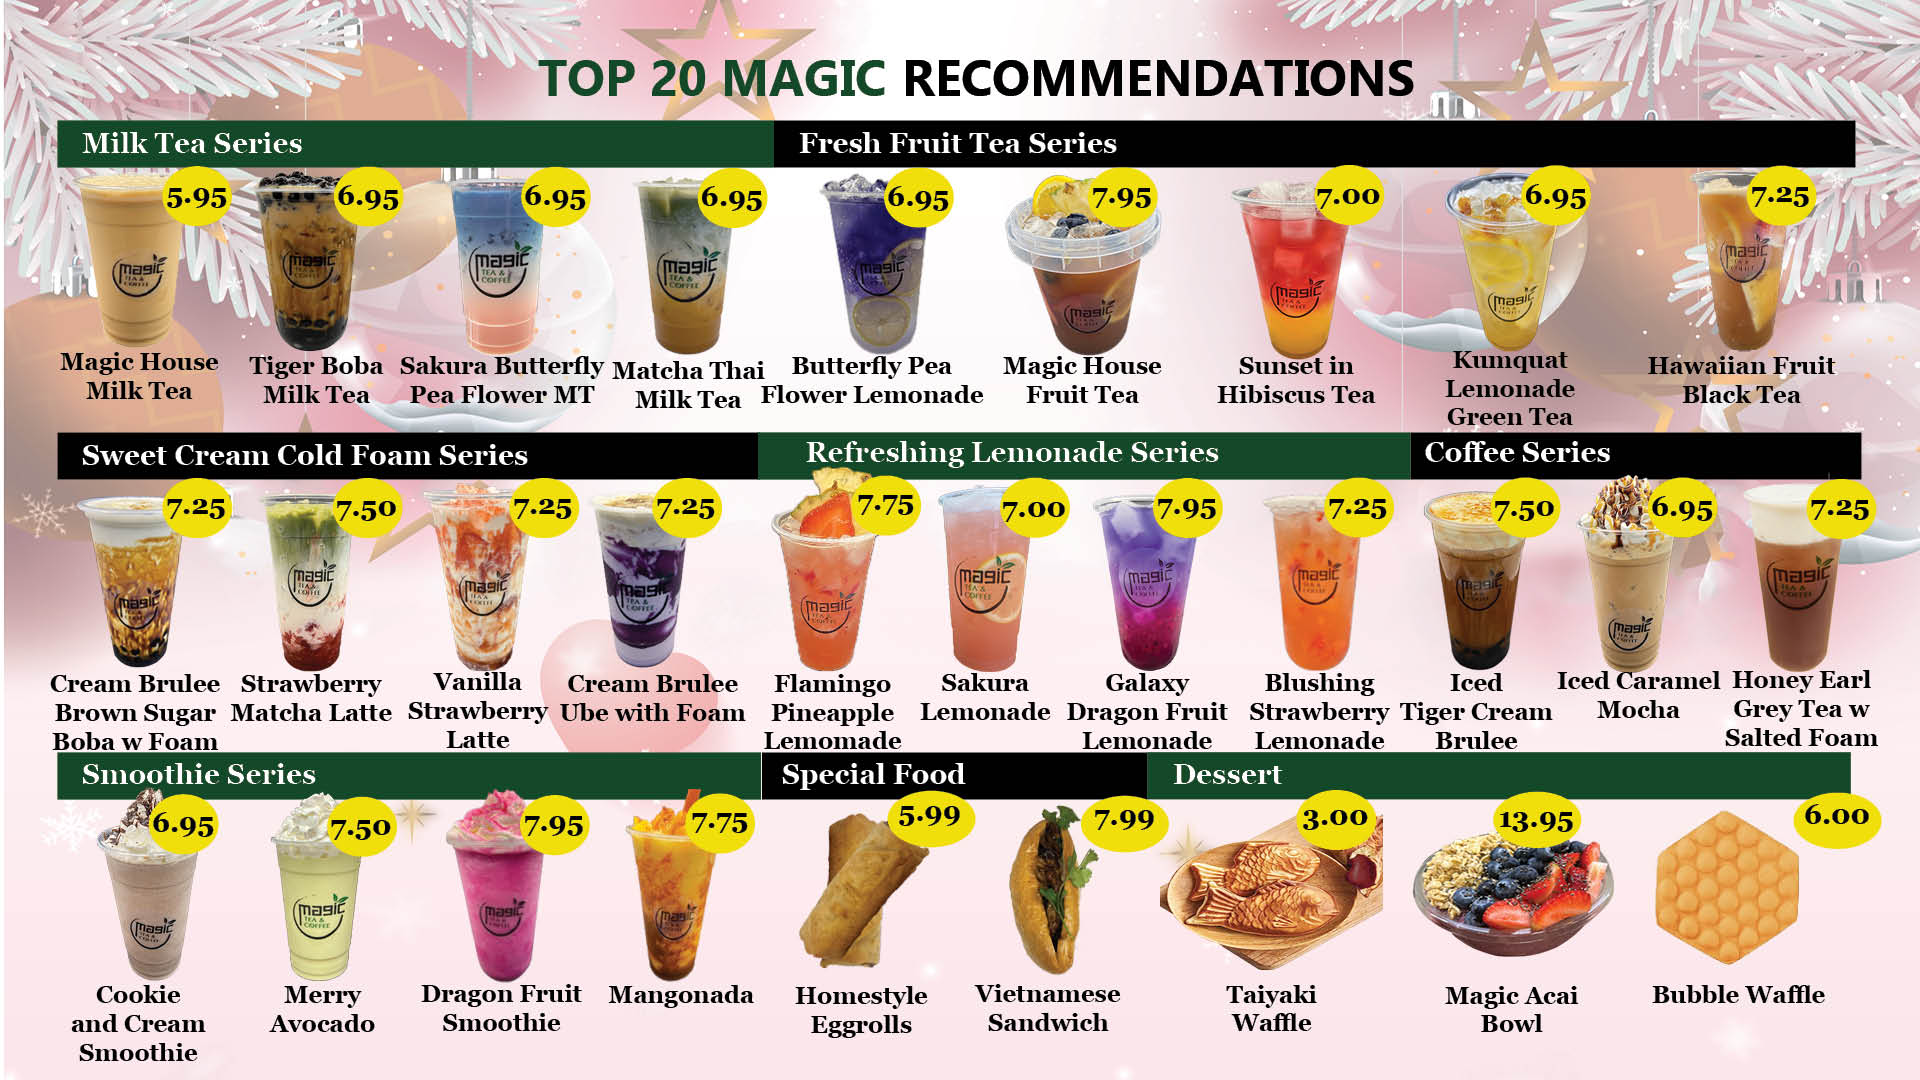 TOP 20 MAGIC RECOMMENDATIONS
Milk Tea Series
Fresh Fruit Tea Series
5.95
6.95
6.95
6.95
6.95
7.95
7.00
6.95
7.25
magic
TEA &
COFFEE
Magic House
Milk Tea
Tiger Boba
Milk Tea
Sakura Butterfly
Pea Flower MT
Matcha Thai
Milk Tea
Butterfly Pea
Flower Lemonade
Magic House
Fruit Tea
Sunset in
Hibiscus Tea
Kumquat
Lemonade
Green Tea
Hawaiian Fruit
Black Tea
Sweet Cream Cold Foam Series
Refreshing Lemonade Series
Coffee Series
7.25
7.50
7.25
7.25
7.75
7.00
7.95
7.25
7.50
6.95
7.25
Cream Brulee
Brown Sugar
Boba w Foam
Strawberry
Matcha Latte
Vanilla
Strawberry
Latte
Cream Brulee
Ube with Foam
Flamingo
Pineapple
Lemomade
Sakura
Lemonade
Galaxy
Dragon Fruit
Lemonade
Blushing
Strawberry
Lemonade
Iced
Tiger Cream
Brulee
Iced Caramel
Mocha
Honey Earl
Grey Tea w
Salted Foam
Smoothie Series
Special Food
Dessert
6.95
7.50
7.95
7.75
5.99
7.99
3.00
13.95
6.00
Cookie
and Cream
Smoothie
Merry
Avocado
Dragon Fruit
Smoothie
Mangonada
Homestyle
Eggrolls
Vietnamese
Sandwich
Taiyaki
Waffle
Magic Acai
Bowl
Bubble Waffle